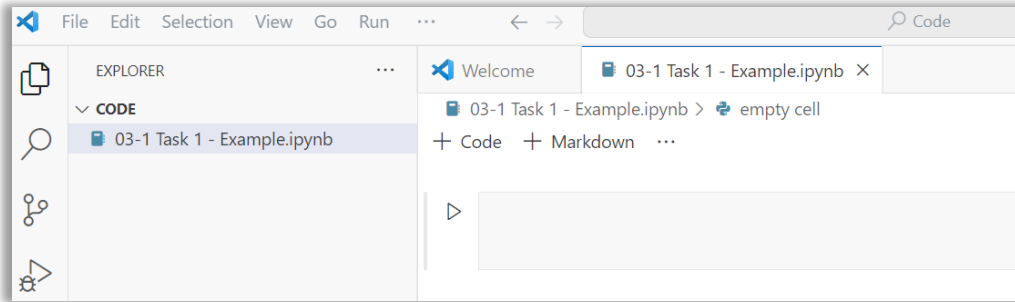 File Edit Selection View Go Run ··· ← → Code
EXPLORER ···
CODE
03-1 Task 1 - Example.ipynb
Welcome
03-1 Task 1 - Example.ipynb ×
03-1 Task 1 - Example.ipynb > empty cell
+ Code + Markdown ···